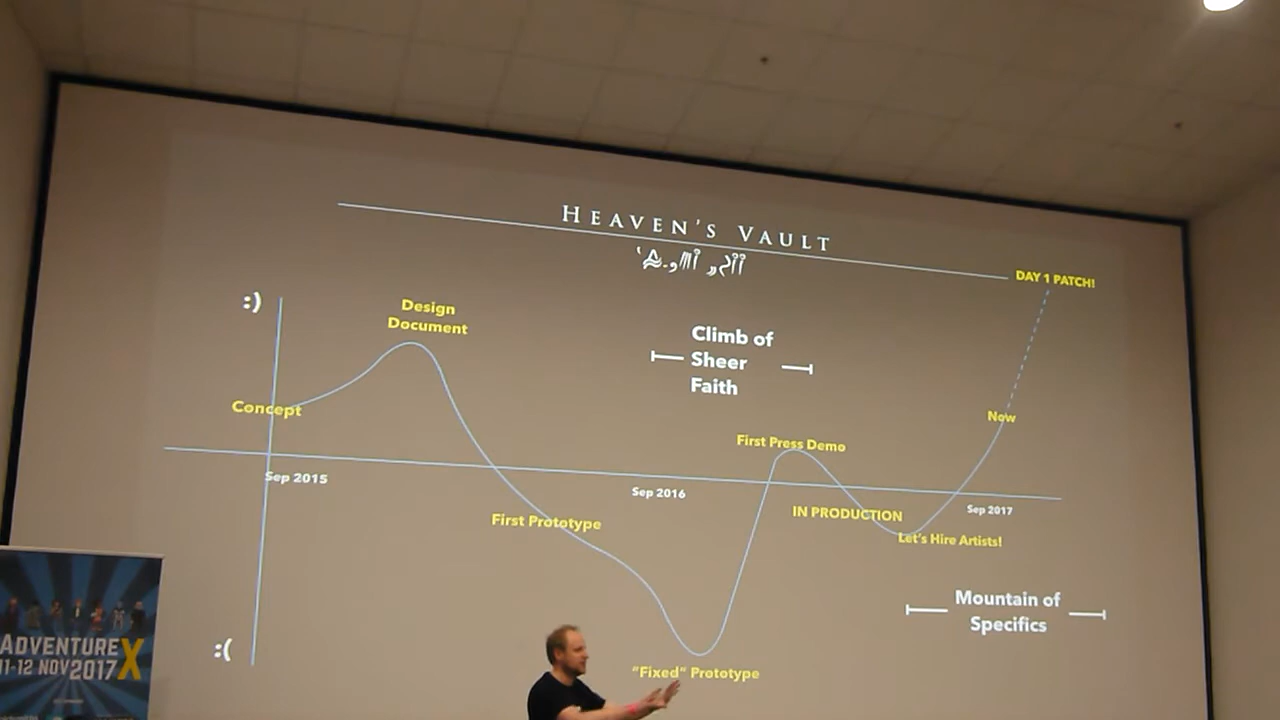 HEAVEN'S VAULT
DAY 1 PATCH!
:)
Design
Document
Climb of
Sheer
Faith
Concept
Now
First Press Demo
Sep 2015
Sep 2016
Sep 2017
First Prototype
IN PRODUCTION
Let's Hire Artists!
Mountain of
Specifics
:(
"Fixed" Prototype
ADVENTURE X
11-12 NOV 2017